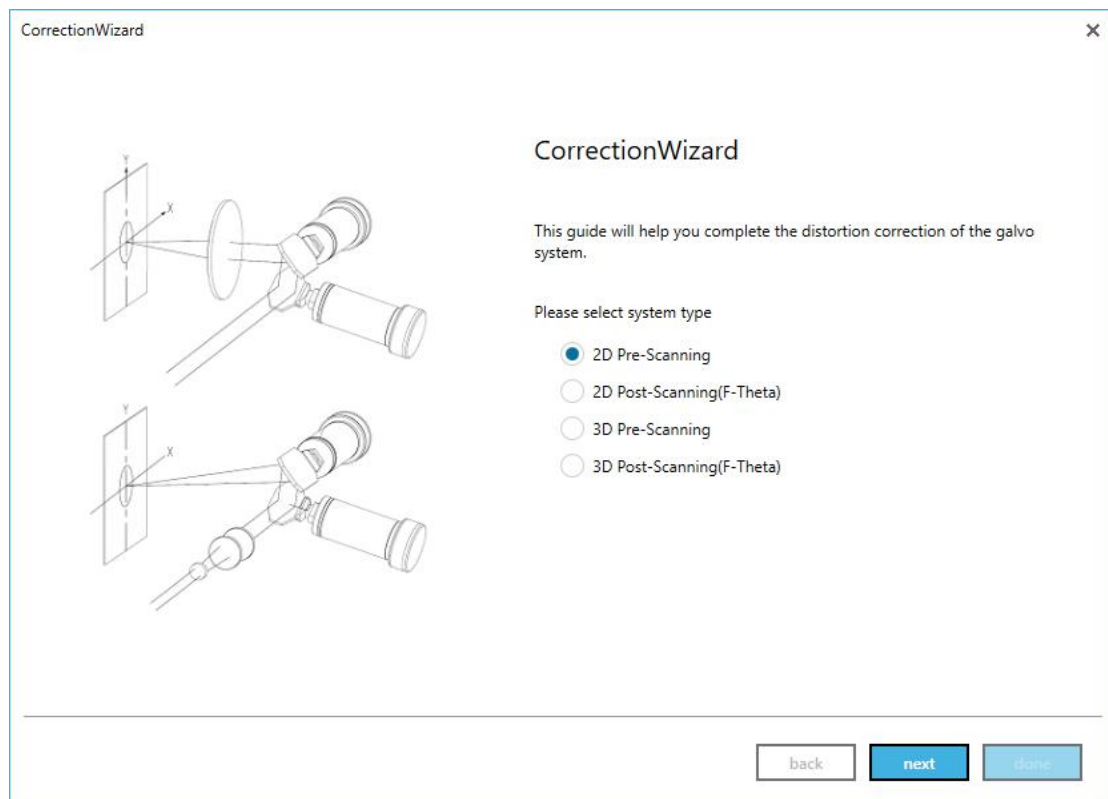 CorrectionWizard
Y
X
Y
X
CorrectionWizard
This guide will help you complete the distortion correction of the galvo
system.
Please select system type
2D Pre-Scanning
2D Post-Scanning(F-Theta)
3D Pre-Scanning
3D Post-Scanning(F-Theta)
back
next
done